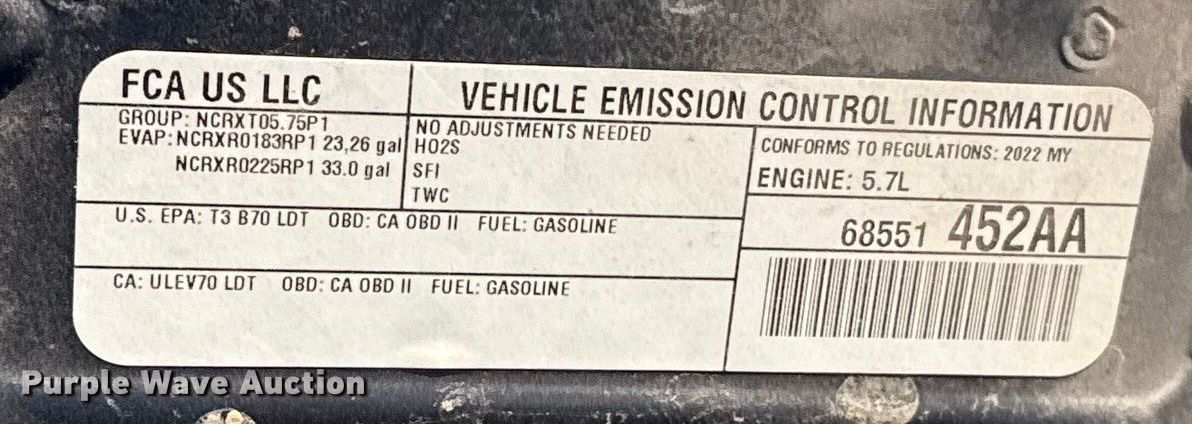 FCA US LLC
VEHICLE EMISSION CONTROL INFORMATION
GROUP: NCRXT05.75P1
EVAP: NCRXR0183RP1 23,26 gal
NCRXR0225RP1 33.0 gal
NO ADJUSTMENTS NEEDED
HO2S
SFI
TWC
CONFORMS TO REGULATIONS: 2022 MY
ENGINE: 5.7L
U.S. EPA: T3 B70 LDT OBD: CA OBD II FUEL: GASOLINE
68551 452AA
CA: ULEV70 LDT OBD: CA OBD II FUEL: GASOLINE
Purple Wave Auction